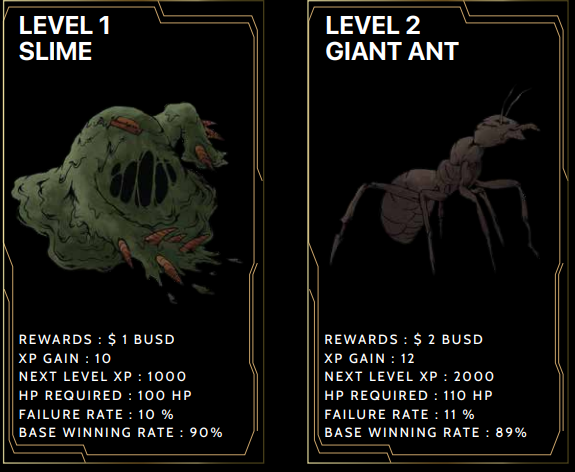 LEVEL 1
SLIME
REWARDS : $ 1 BUSD
XP GAIN : 10
NEXT LEVEL XP : 1000
HP REQUIRED : 100 HP
FAILURE RATE : 10 %
BASE WINNING RATE : 90%
LEVEL 2
GIANT ANT
REWARDS : $ 2 BUSD
XP GAIN : 12
NEXT LEVEL XP : 2000
HP REQUIRED : 110 HP
FAILURE RATE : 11 %
BASE WINNING RATE : 89%